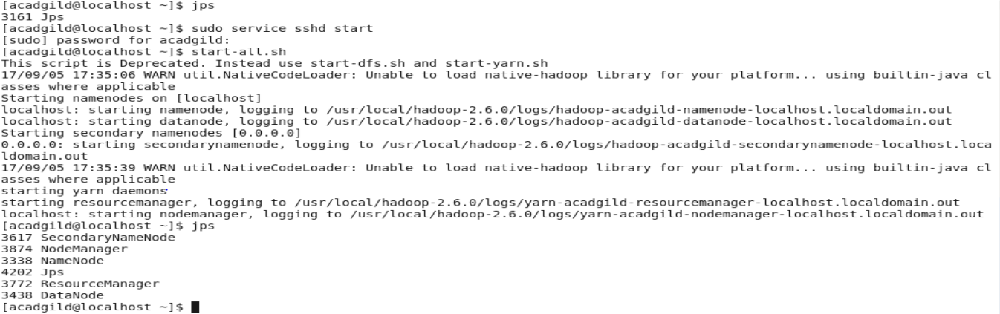 [acadgild@localhost ~]$ jps
3161 Jps
[acadgild@localhost ~]$ sudo service sshd start
[sudo] password for acadgild:
[acadgild@localhost ~]$ start-all.sh
This script is Deprecated. Instead use start-dfs.sh and start-yarn.sh
17/09/05 17:35:06 WARN util.NativeCodeLoader: Unable to load native-hadoop library for your platform... using builtin-java cl
asses where applicable
Starting namenodes on [localhost]
localhost: starting namenode, logging to /usr/local/hadoop-2.6.0/logs/hadoop-acadgild-namenode-localhost.localdomain.out
localhost: starting datanode, logging to /usr/local/hadoop-2.6.0/logs/hadoop-acadgild-datanode-localhost.localdomain.out
Starting secondary namenodes [0.0.0.0]
0.0.0.0: starting secondarynamenode, logging to /usr/local/hadoop-2.6.0/logs/hadoop-acadgild-secondarynamenode-localhost.loca
ldomain.out
17/09/05 17:35:39 WARN util.NativeCodeLoader: Unable to load native-hadoop library for your platform... using builtin-java cl
asses where applicable
starting yarn daemons
starting resourcemanager, logging to /usr/local/hadoop-2.6.0/logs/yarn-acadgild-resourcemanager-localhost.localdomain.out
localhost: starting nodemanager, logging to /usr/local/hadoop-2.6.0/logs/yarn-acadgild-nodemanager-localhost.localdomain.out
[acadgild@localhost ~]$ jps
3617 SecondaryNameNode
3874 NodeManager
3338 NameNode
4202 Jps
3772 ResourceManager
3438 DataNode
[acadgild@localhost ~]$